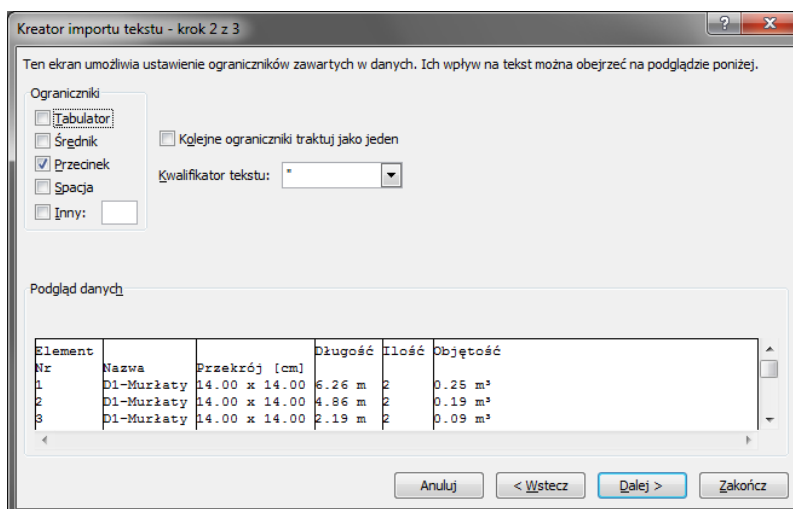 Kreator importu tekstu - krok 2 z 3
Ten ekran umożliwia ustawienie ograniczników zawartych w danych. Ich wpływ na tekst można obejrzeć na podglądzie poniżej.
Ograniczniki
Tabulator
Średnik
Przecinek
Spacja
Inny:
Kolejne ograniczniki traktuj jako jeden
Kwalifikator tekstu: "
Podgląd danych
Element Długość Ilość Objętość
Nr Nazwa Przekrój [cm]
1 D1-Murłaty 14.00 x 14.00 6.26 m 2 0.25 m³
2 D1-Murłaty 14.00 x 14.00 4.86 m 2 0.19 m³
3 D1-Murłaty 14.00 x 14.00 2.19 m 2 0.09 m³
Anuluj < Wstecz Dalej > Zakończ